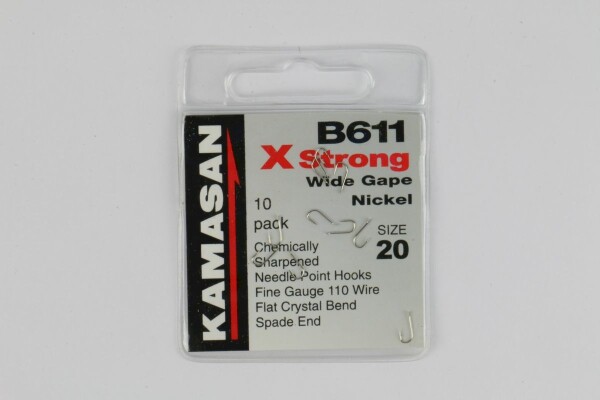 KAMASAN
B611
X Strong
Wide Gape
Nickel
10
pack
SIZE
20
Chemically
Sharpened
Needle Point Hooks
Fine Gauge 110 Wire
Flat Crystal Bend
Spade End